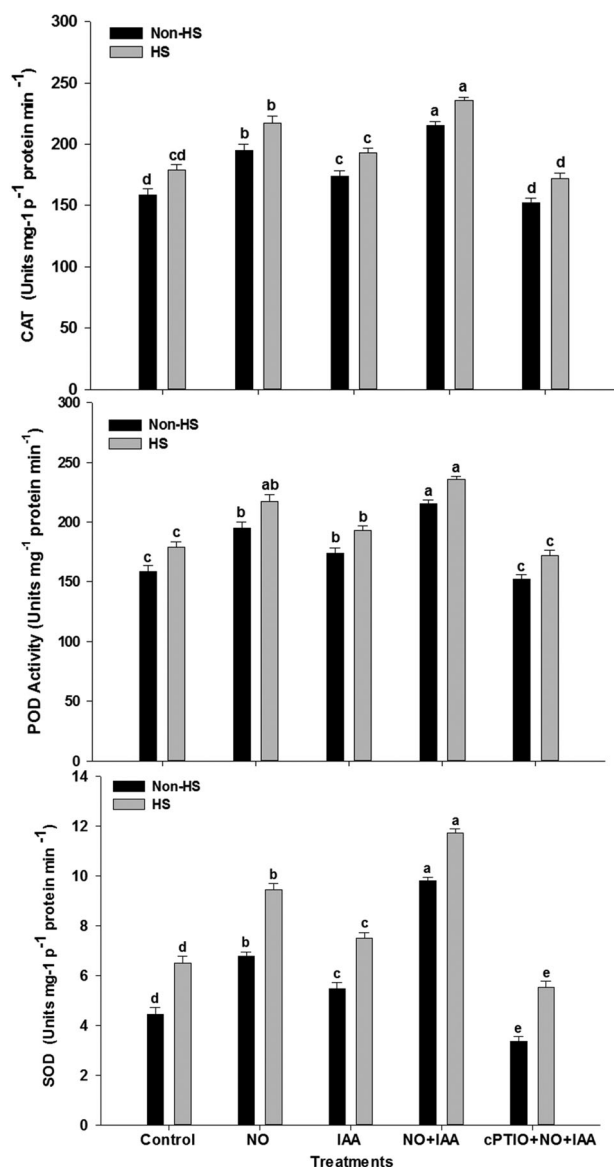 300
Non-HS
HS
250
200
150
100
50
0
CAT (Units mg-1 p⁻¹ protein min ⁻¹)
d cd b b c c a a d d
300
Non-HS
HS
250
200
150
100
50
0
POD Activity (Units mg⁻¹ protein min⁻¹)
c c b ab b b a a c c
14
Non-HS
HS
12
10
8
6
4
2
0
SOD (Units mg-1 p⁻¹ protein min ⁻¹)
d d b b c c a a e e
Control NO IAA NO+IAA cPTIO+NO+IAA
Treatments